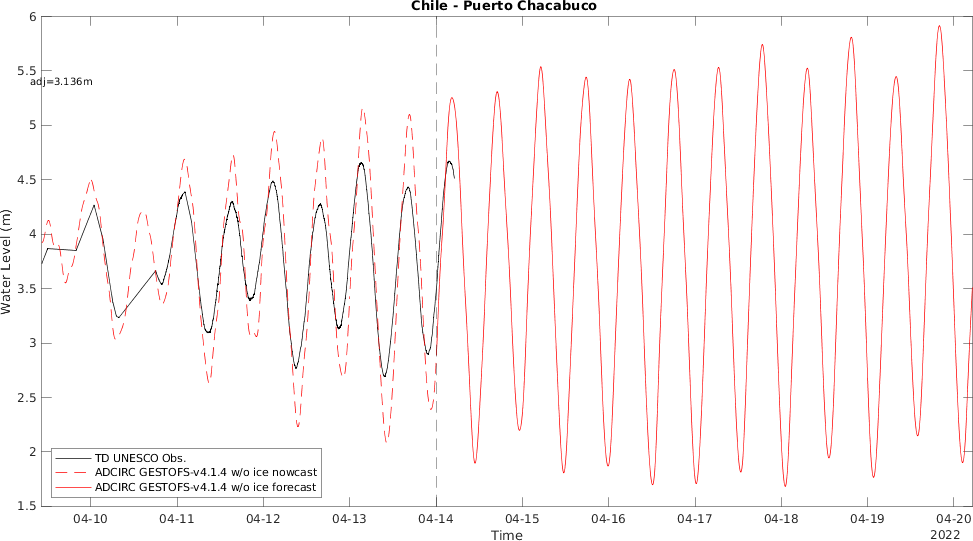 Chile - Puerto Chacabuco
Water Level (m)
6
5.5
5
4.5
4
3.5
3
2.5
2
1.5
adj=3.136m
TD UNESCO Obs.
ADCIRC GESTOFS-v4.1.4 w/o ice nowcast
ADCIRC GESTOFS-v4.1.4 w/o ice forecast
04-10 04-11 04-12 04-13 04-14 04-15 04-16 04-17 04-18 04-19 04-20
Time
2022